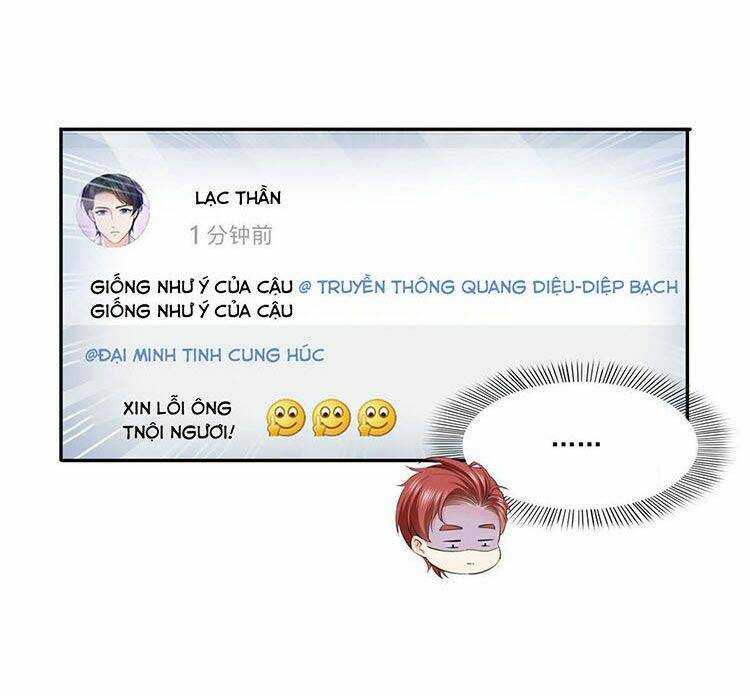 LẠC THẦN
1分钟前
GIỐNG NHƯ Ý CỦA CẬU @ TRUYỀN THÔNG QUANG DIỆU-DIỆP BẠCH
GIỐNG NHƯ Ý CỦA CẬU
@ĐẠI MINH TINH CUNG HÚC
XIN LỖI ÔNG
TNỘI NGƯƠI!
......